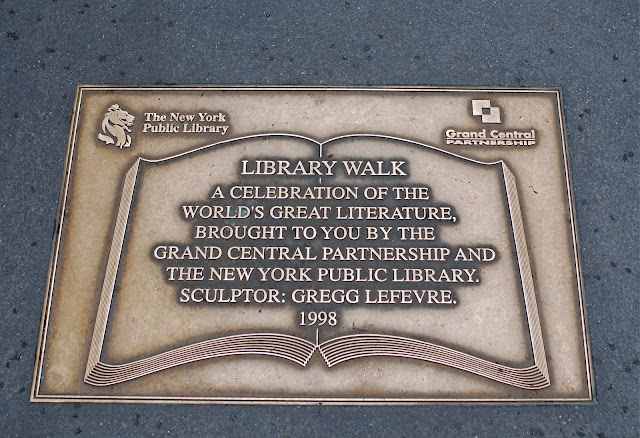 The New York
Public Library
Grand Central
PARTNERSHIP
LIBRARY WALK
A CELEBRATION OF THE
WORLD'S GREAT LITERATURE,
BROUGHT TO YOU BY THE
GRAND CENTRAL PARTNERSHIP AND
THE NEW YORK PUBLIC LIBRARY.
SCULPTOR: GREGG LEFEVRE.
1998